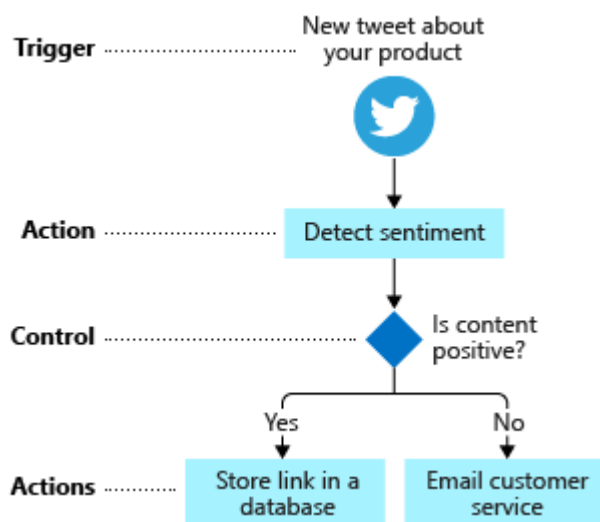 Trigger
New tweet about
your product
Action
Detect sentiment
Control
Is content
positive?
Yes
No
Actions
Store link in a
database
Email customer
service